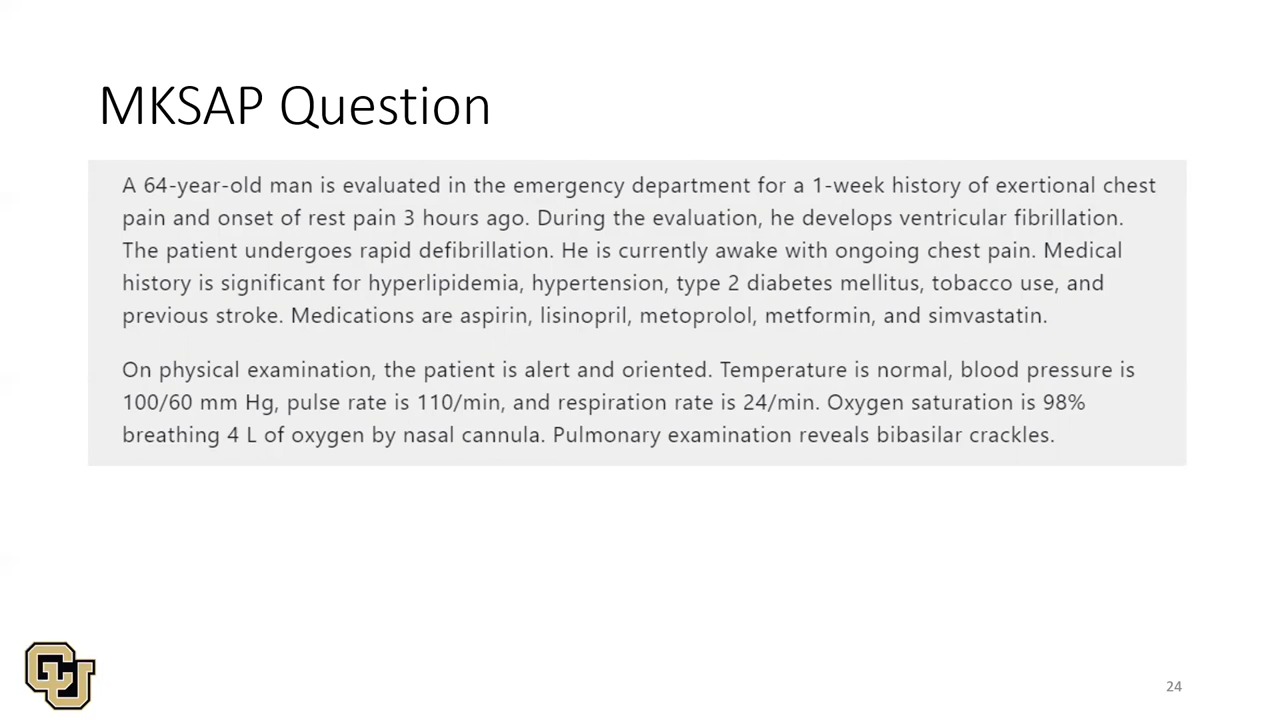 MKSAP Question
A 64-year-old man is evaluated in the emergency department for a 1-week history of exertional chest
pain and onset of rest pain 3 hours ago. During the evaluation, he develops ventricular fibrillation.
The patient undergoes rapid defibrillation. He is currently awake with ongoing chest pain. Medical
history is significant for hyperlipidemia, hypertension, type 2 diabetes mellitus, tobacco use, and
previous stroke. Medications are aspirin, lisinopril, metoprolol, metformin, and simvastatin.
On physical examination, the patient is alert and oriented. Temperature is normal, blood pressure is
100/60 mm Hg, pulse rate is 110/min, and respiration rate is 24/min. Oxygen saturation is 98%
breathing 4 L of oxygen by nasal cannula. Pulmonary examination reveals bibasilar crackles.
CU
24